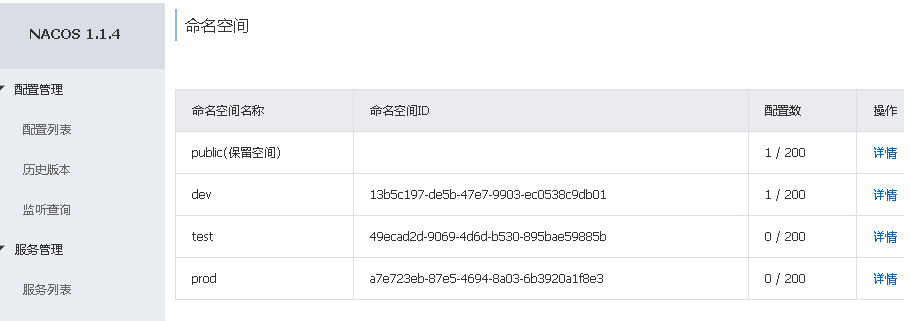 NACOS 1.1.4
配置管理
配置列表
历史版本
监听查询
服务管理
服务列表
命名空间
命名空间名称 命名空间ID 配置数 操作
public(保留空间) 1 / 200 详情
dev 13b5c197-de5b-47e7-9903-ec0538c9db01 1 / 200 详情
test 49ecad2d-9069-4d6d-b530-895bae59885b 0 / 200 详情
prod a7e723eb-87e5-4694-8a03-6b3920a1f8e3 0 / 200 详情